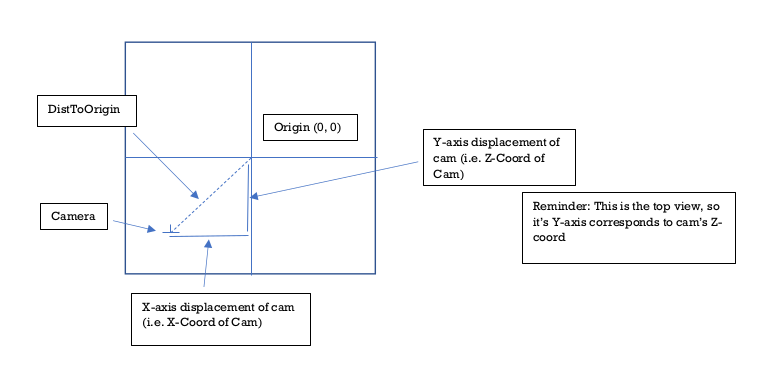 DistToOrigin
Origin (0, 0)
Y-axis displacement of
cam (i.e. Z-Coord of
Cam)
Reminder: This is the top view, so
it's Y-axis corresponds to cam's Z-
coord
Camera
X-axis displacement of cam
(i.e. X-Coord of Cam)